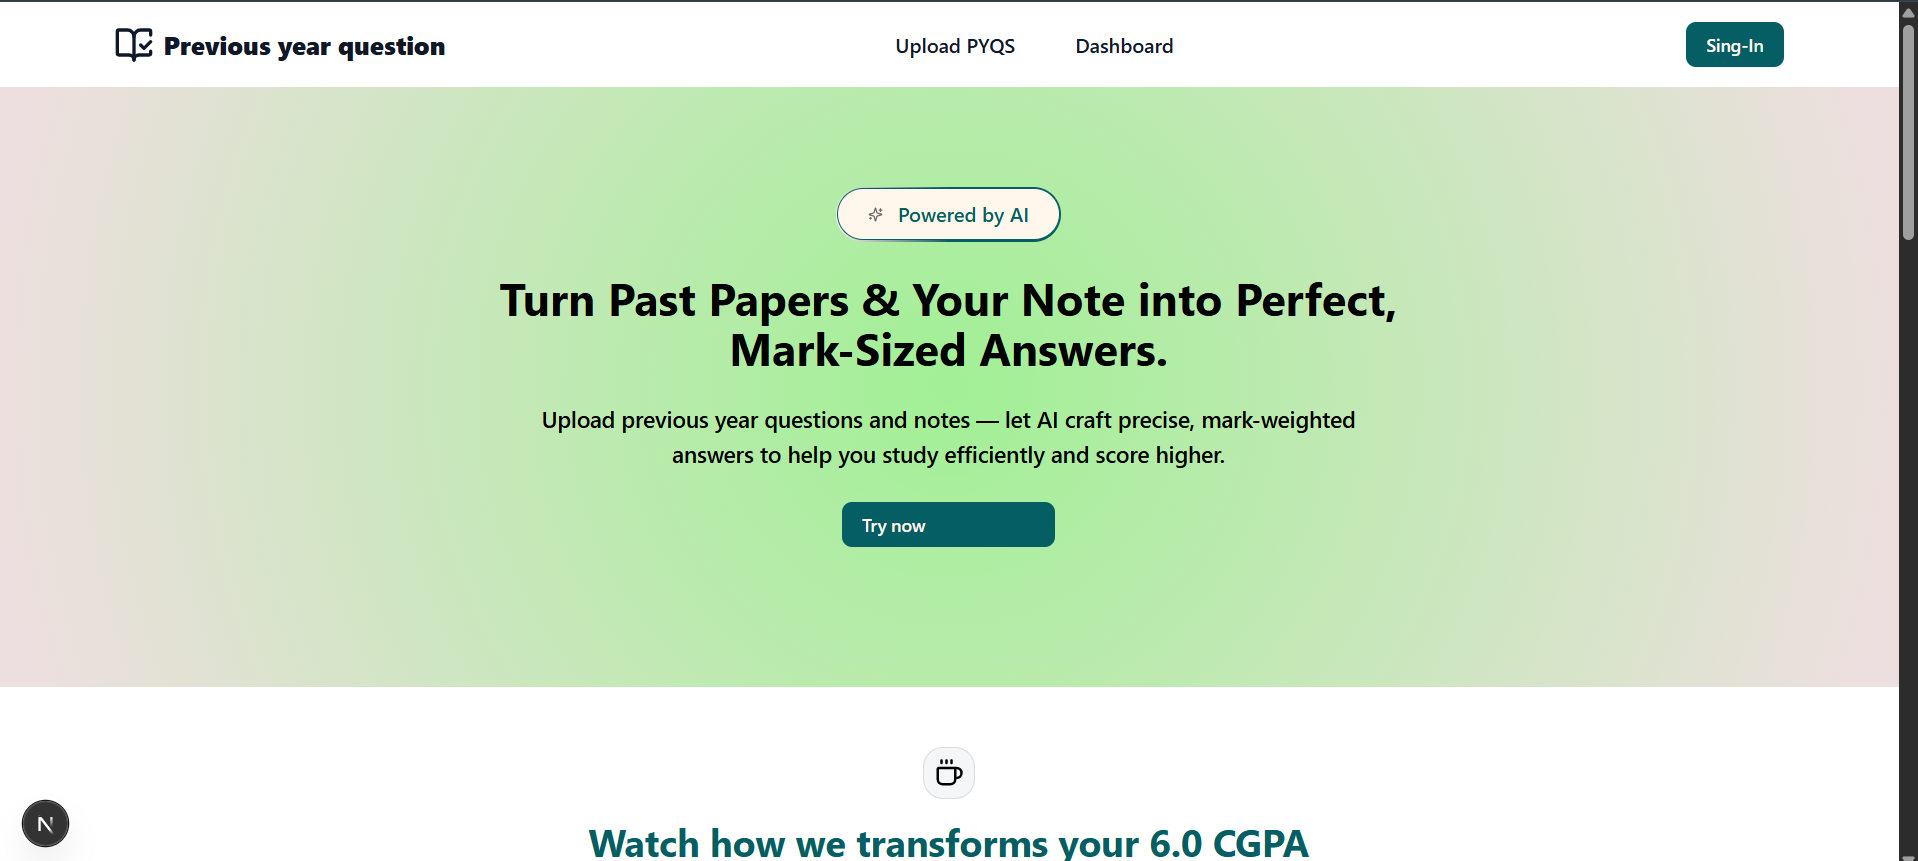 Previous year question
Upload PYQS
Dashboard
Sing-In
Powered by AI
Turn Past Papers & Your Note into Perfect,
Mark-Sized Answers.
Upload previous year questions and notes — let AI craft precise, mark-weighted
answers to help you study efficiently and score higher.
Try now
N
Watch how we transforms your 6.0 CGPA